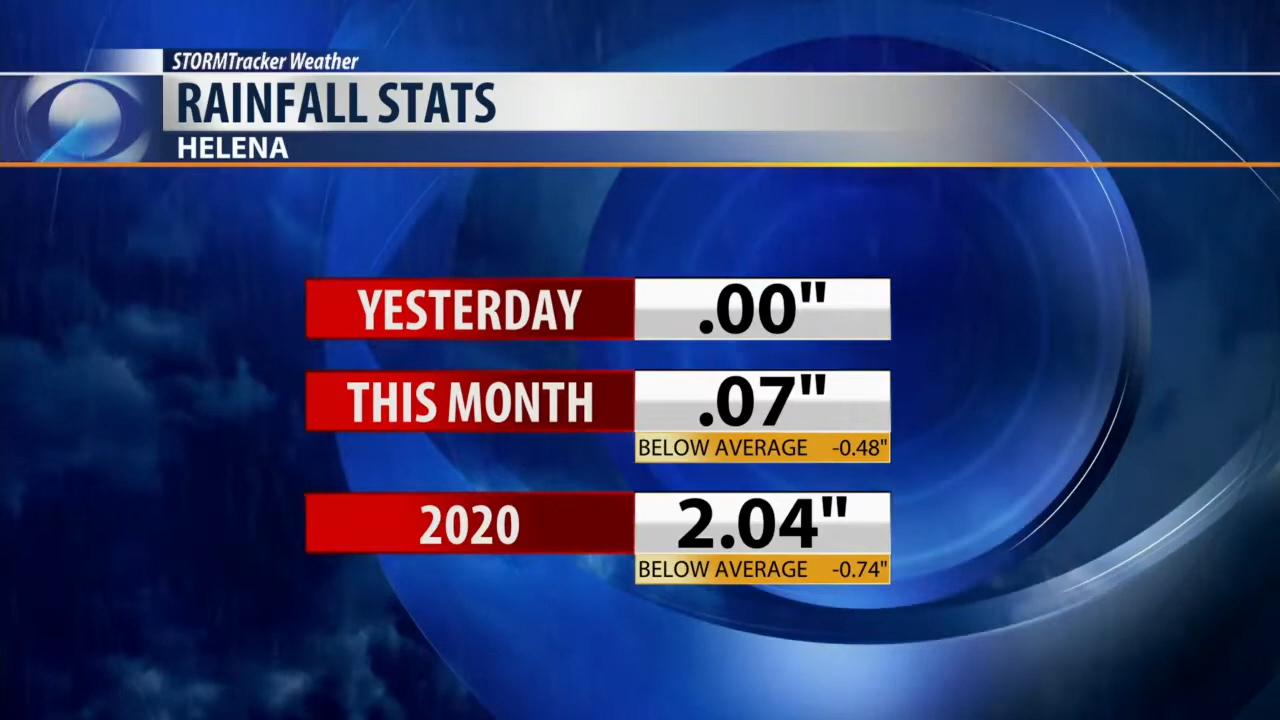 STORMTracker Weather
RAINFALL STATS
HELENA
YESTERDAY .00"
THIS MONTH .07"
BELOW AVERAGE -0.48"
2020 2.04"
BELOW AVERAGE -0.74"